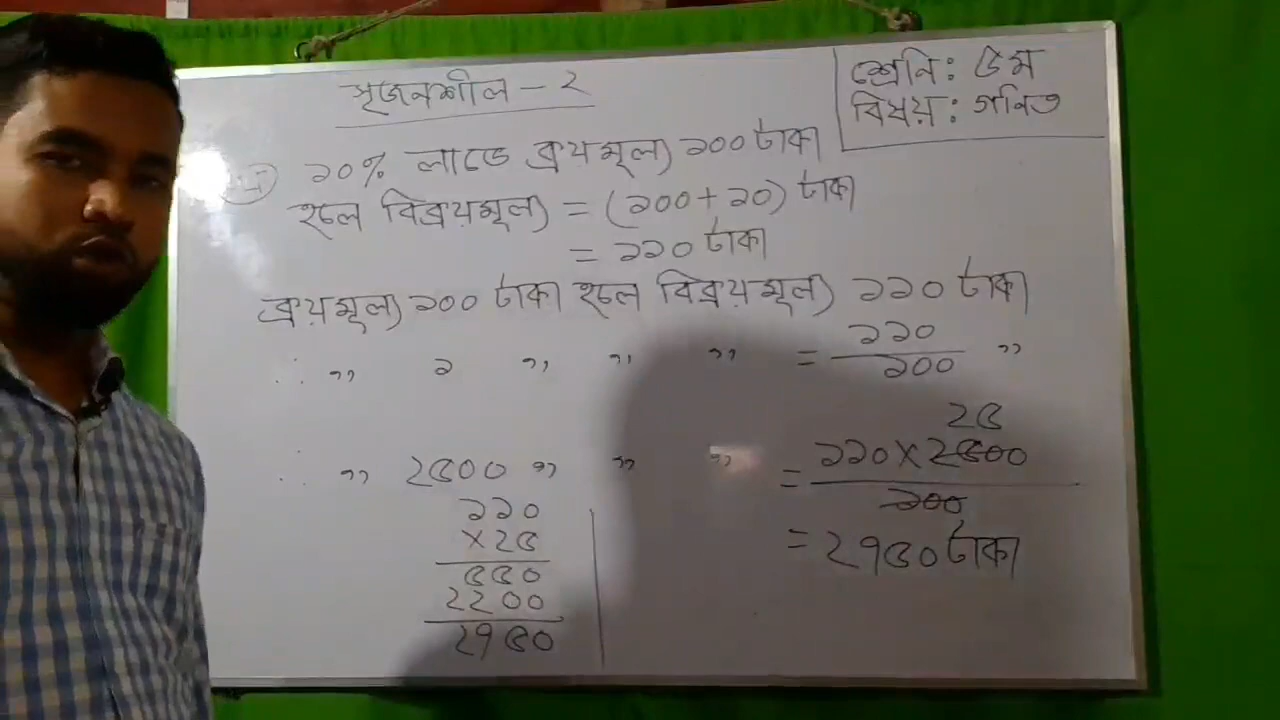 সৃজনশীল - ২
শ্রেনি: ৫ম
বিষয়: গনিত
১০% লাভে ক্রয়মূল্য ১০০ টাকা
হলে বিক্রয়মূল্য = (১০০ + ১০) টাকা
= ১১০ টাকা
ক্রয়মূল্য ১০০ টাকা হলে বিক্রয়মূল্য ১১০ টাকা
∴ ,, ১ ,, ,, ,, = ১১০/১০০ ,,
২৫
∴ ,, ২৫০০ ,, ,, ,, = ১১০ × ২৫০০/১০০
= ২৭৫০ টাকা
১১০
× ২৫
৫৫০
২২০০
২৭৫০